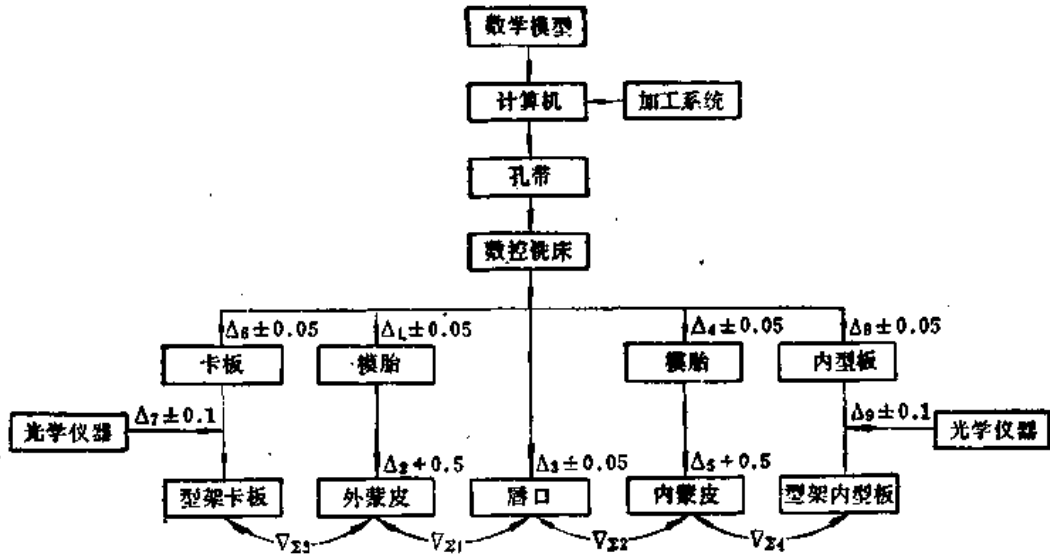 数学模型
计算机
加工系统
孔带
数控铣床
Δ₆±0.05
Δ₁±0.05
Δ₄±0.05
Δ₈±0.05
卡板
模胎
模胎
内型板
光学仪器
Δ₇±0.1
Δ₉±0.1
光学仪器
Δ₂+0.5
Δ₃±0.05
Δ₅+0.5
型架卡板
外蒙皮
唇口
内蒙皮
型架内型板
∇Σ3
∇Σ1
∇Σ2
∇Σ4